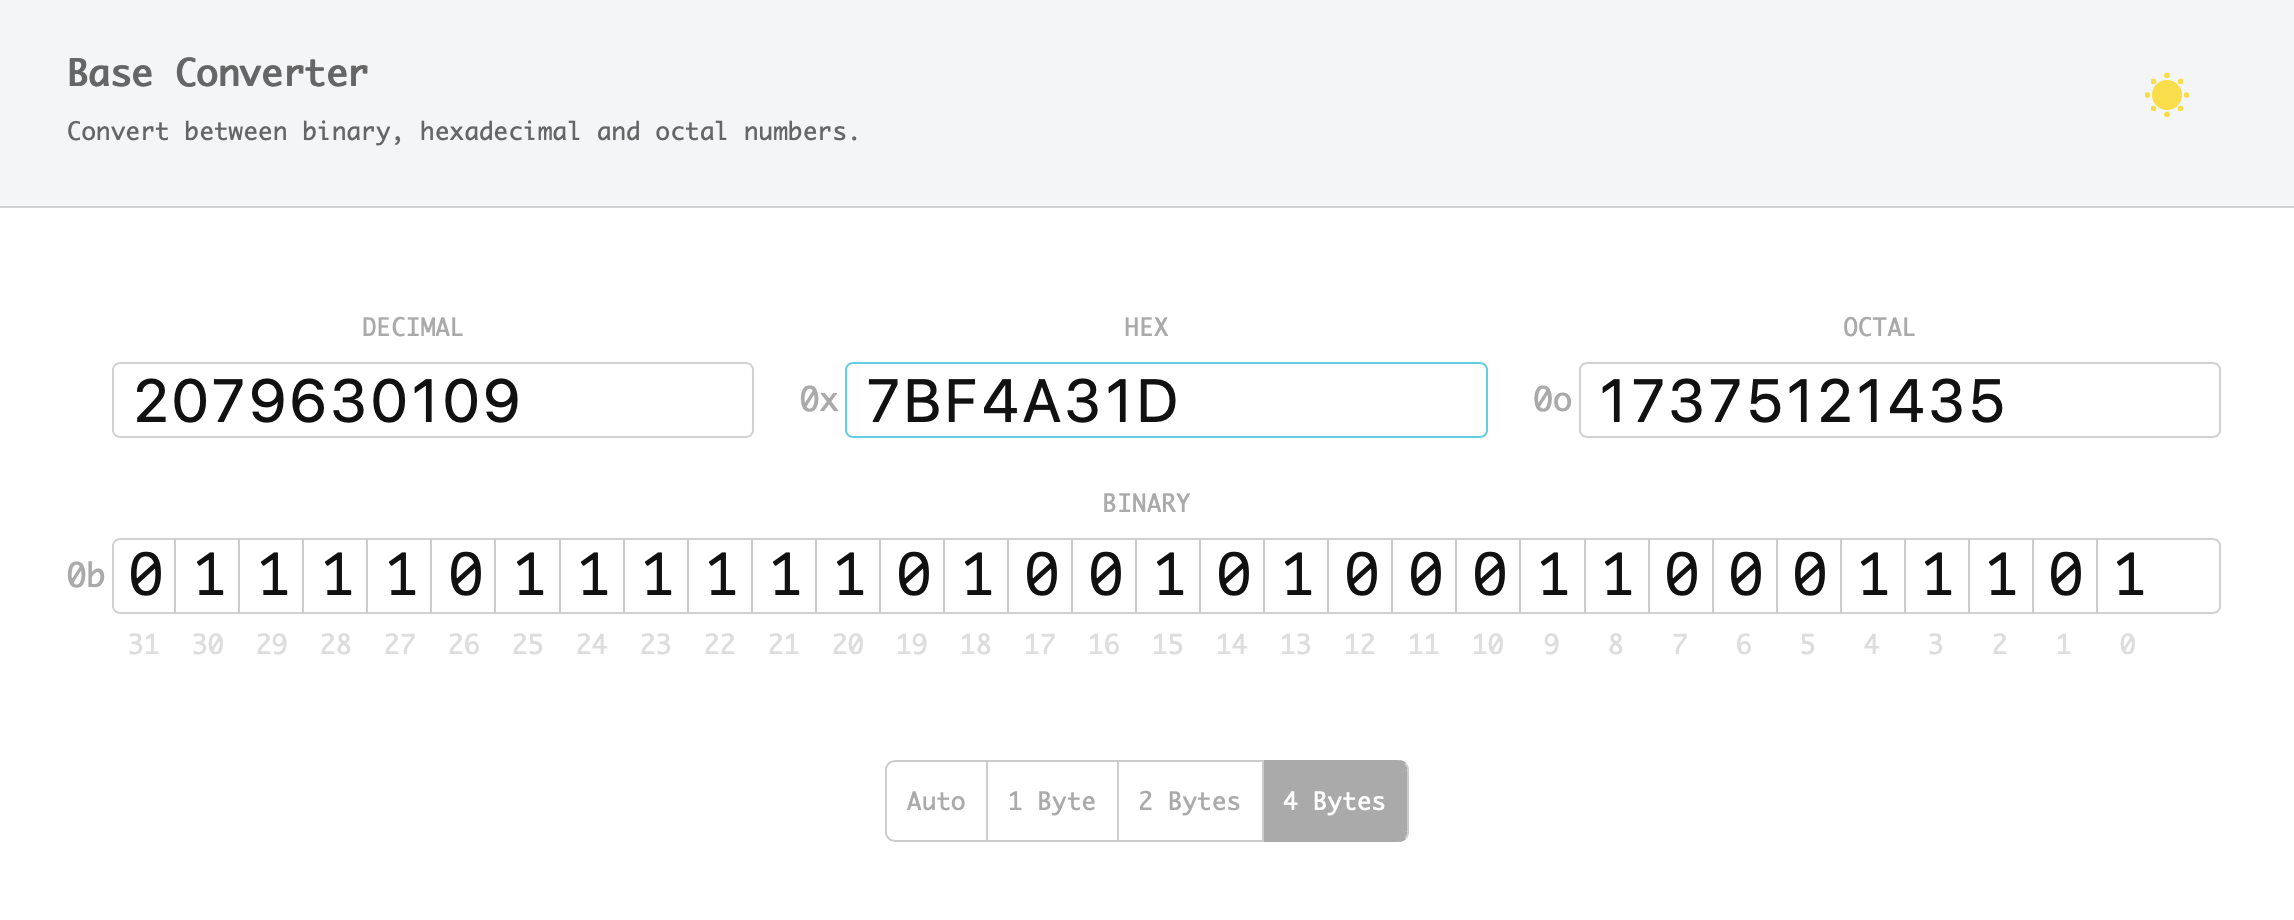 Base Converter
Convert between binary, hexadecimal and octal numbers.
DECIMAL HEX OCTAL
2079630109 0x 7BF4A31D 0o 17375121435
BINARY
0b 0 1 1 1 1 0 1 1 1 1 1 1 0 1 0 0 1 0 1 0 0 0 1 1 0 0 0 1 1 1 0 1
31 30 29 28 27 26 25 24 23 22 21 20 19 18 17 16 15 14 13 12 11 10 9 8 7 6 5 4 3 2 1 0
Auto 1 Byte 2 Bytes 4 Bytes